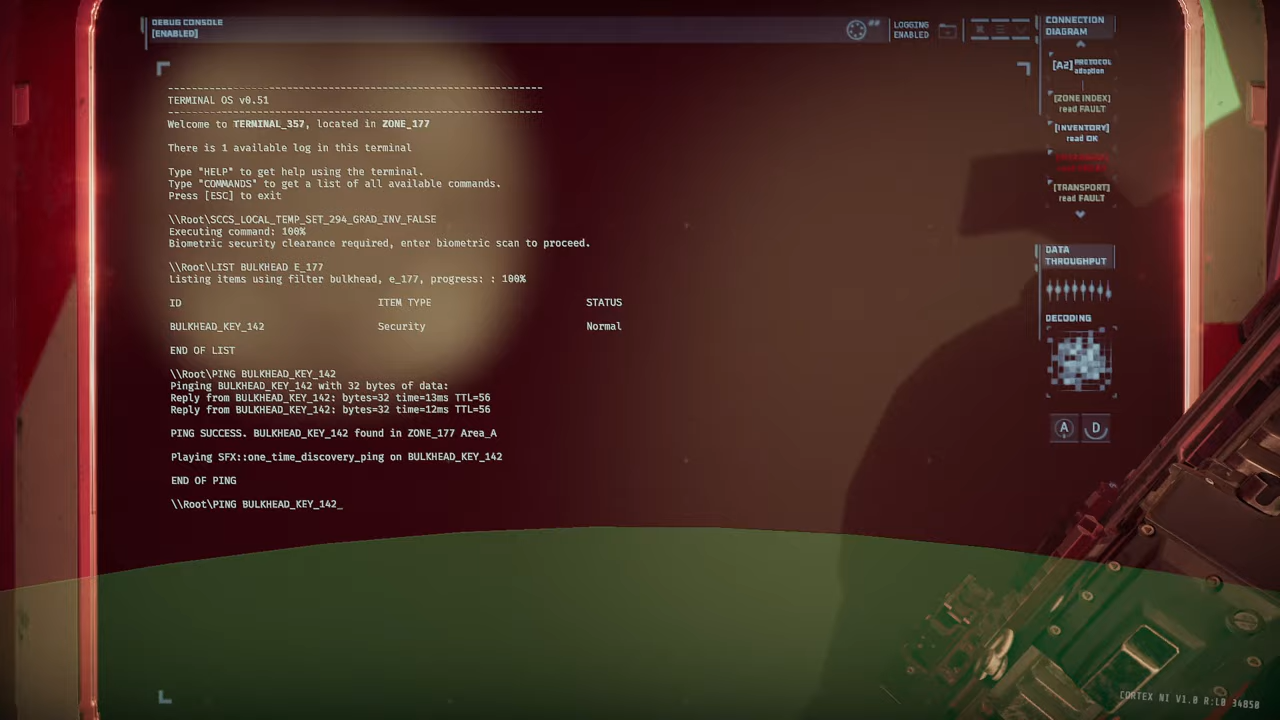 DEBUG CONSOLE
[ENABLED]
LOGGING
ENABLED
CONNECTION
DIAGRAM
------------------------------------------------------------------
TERMINAL OS v0.51
------------------------------------------------------------------
Welcome to TERMINAL_357, located in ZONE_177
There is 1 available log in this terminal
Type "HELP" to get help using the terminal.
Type "COMMANDS" to get a list of all available commands.
Press [ESC] to exit
\\Root\SCCS_LOCAL_TEMP_SET_294_GRAD_INV_FALSE
Executing command: 100%
Biometric security clearance required, enter biometric scan to proceed.
\\Root\LIST BULKHEAD E_177
Listing items using filter bulkhead, e_177, progress: : 100%
ID ITEM TYPE STATUS
BULKHEAD_KEY_142 Security Normal
END OF LIST
\\Root\PING BULKHEAD_KEY_142
Pinging BULKHEAD_KEY_142 with 32 bytes of data:
Reply from BULKHEAD_KEY_142: bytes=32 time=13ms TTL=56
Reply from BULKHEAD_KEY_142: bytes=32 time=12ms TTL=56
PING SUCCESS. BULKHEAD_KEY_142 found in ZONE_177 Area_A
Playing SFX::one_time_discovery_ping on BULKHEAD_KEY_142
END OF PING
\\Root\PING BULKHEAD_KEY_142_
[A2] PROTOCOL
adaption
[ZONE INDEX]
read FAULT
[INVENTORY]
read OK
[TRANSPORT]
read FAULT
DATA
THROUGHPUT
DECODING
A D
CORTEX NI V1.0 R:LD 34850